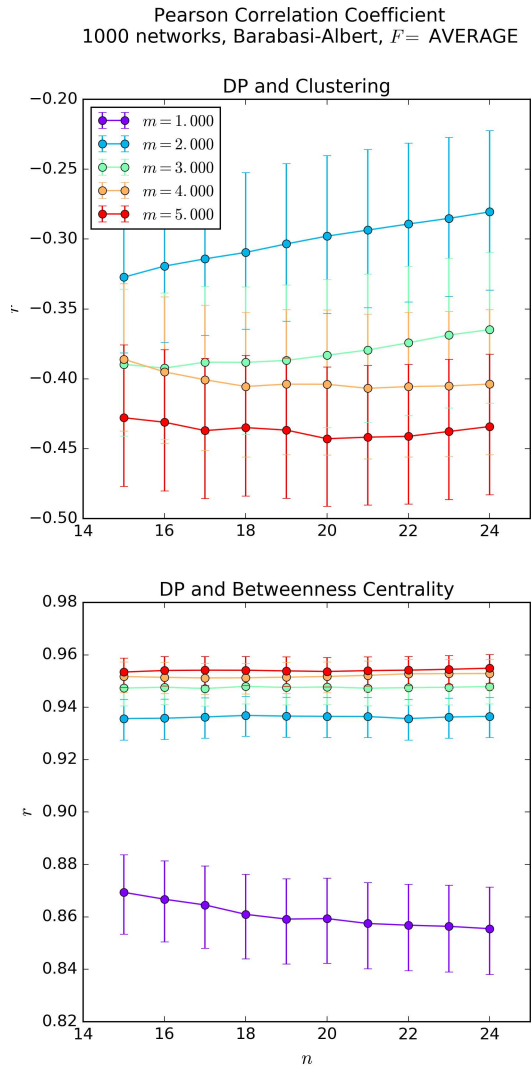 Pearson Correlation Coefficient
1000 networks, Barabasi-Albert, F = AVERAGE
DP and Clustering
−0.20
−0.25
−0.30
−0.35
−0.40
−0.45
−0.50
r
m = 1.000
m = 2.000
m = 3.000
m = 4.000
m = 5.000
14 16 18 20 22 24
DP and Betweenness Centrality
0.98
0.96
0.94
0.92
0.90
0.88
0.86
0.84
0.82
r
14 16 18 20 22 24
n